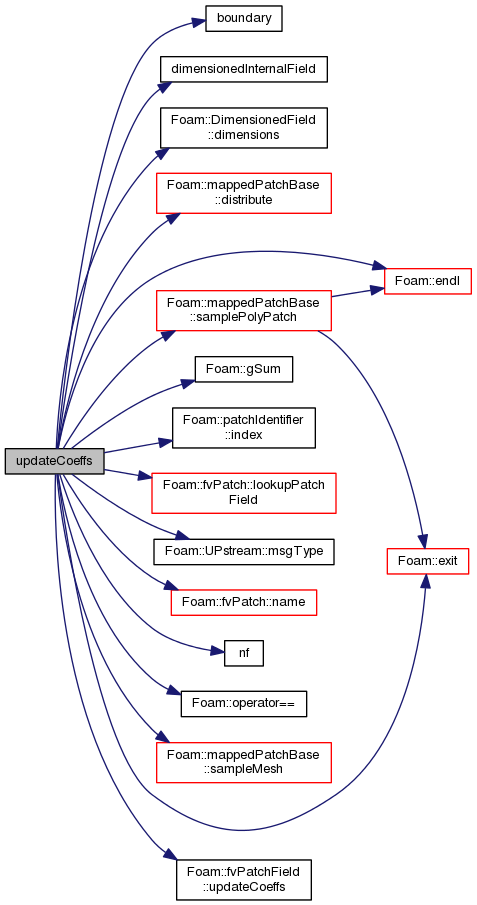 boundary
dimensionedInternalField
Foam::DimensionedField
::dimensions
Foam::mappedPatchBase
::distribute
Foam::endl
Foam::mappedPatchBase
::samplePolyPatch
Foam::gSum
Foam::patchIdentifier
::index
updateCoeffs
Foam::fvPatch::lookupPatch
Field
Foam::UPstream::msgType
Foam::exit
Foam::fvPatch::name
nf
Foam::operator==
Foam::mappedPatchBase
::sampleMesh
Foam::fvPatchField
::updateCoeffs